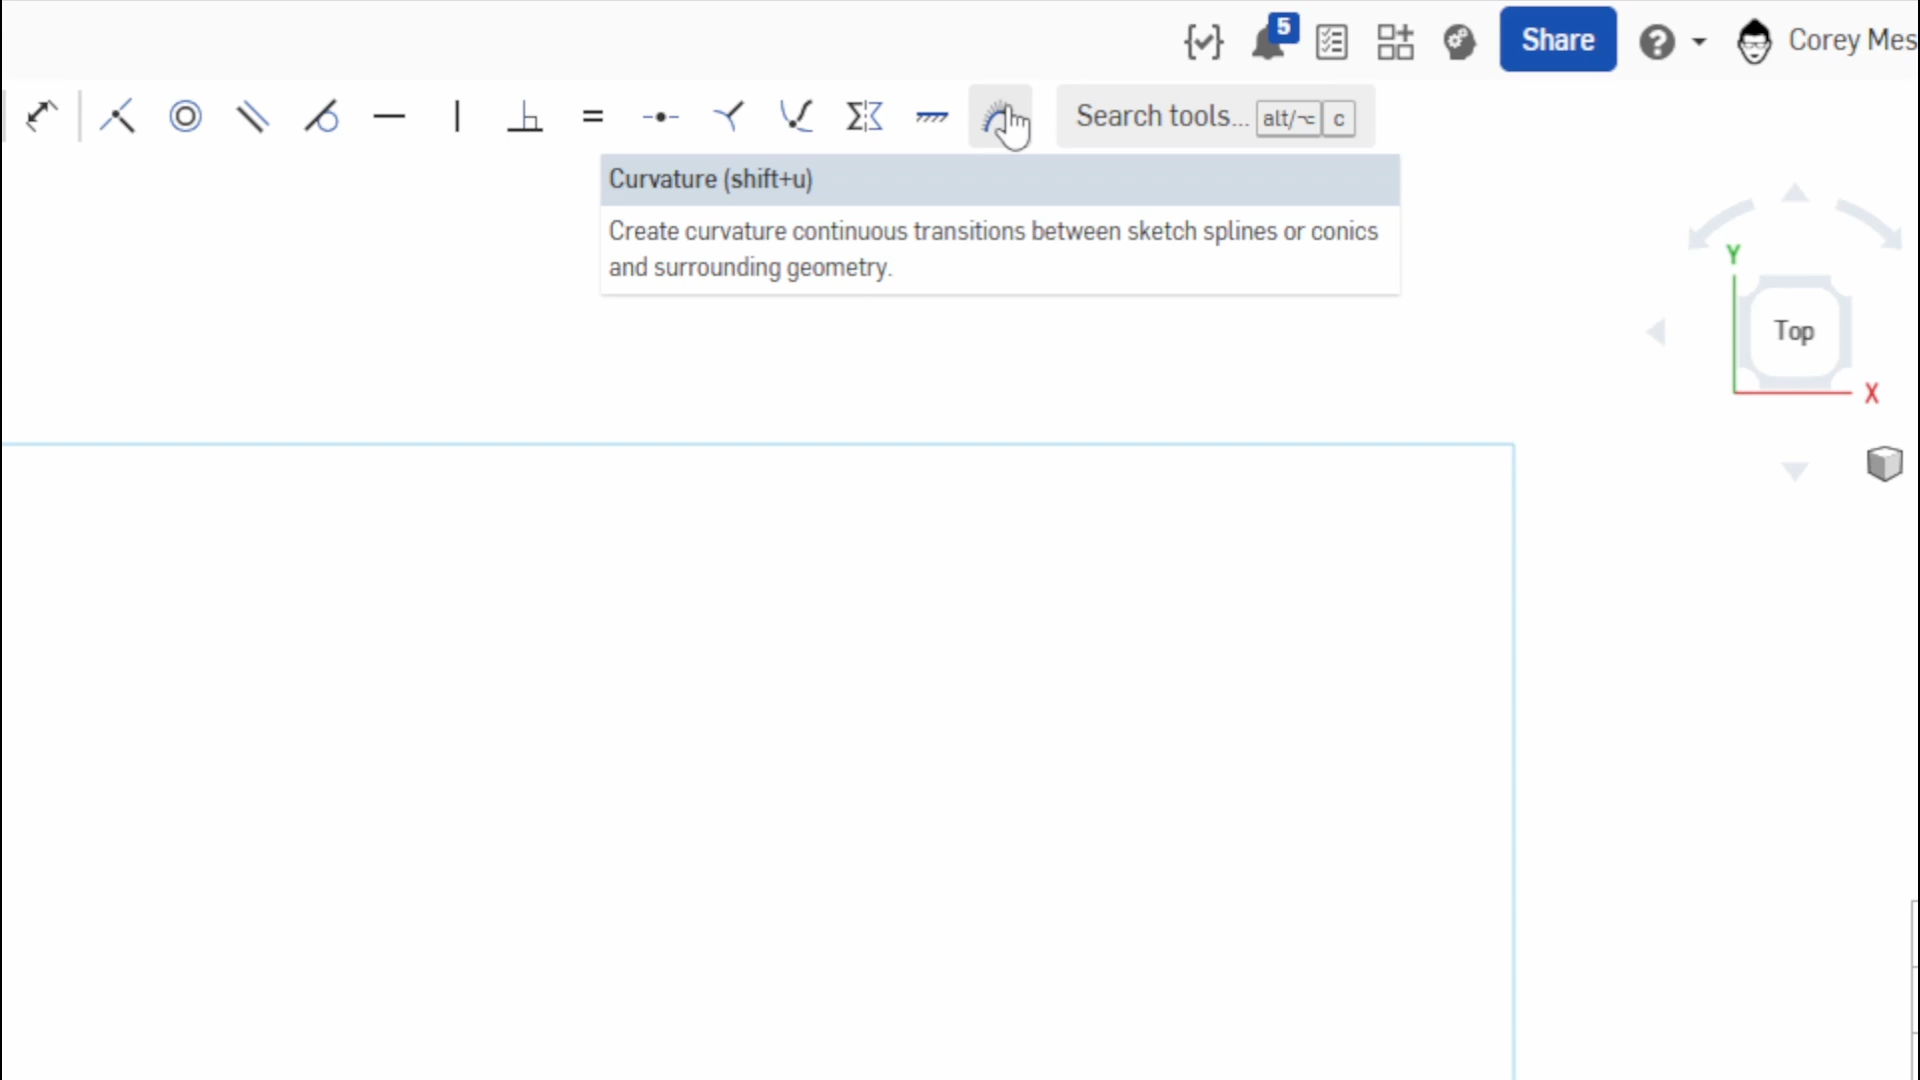 5
Share
?
Corey Mes
Search tools... alt/⌥ c
Curvature (shift+u)
Create curvature continuous transitions between sketch splines or conics
and surrounding geometry.
Y
Top
X